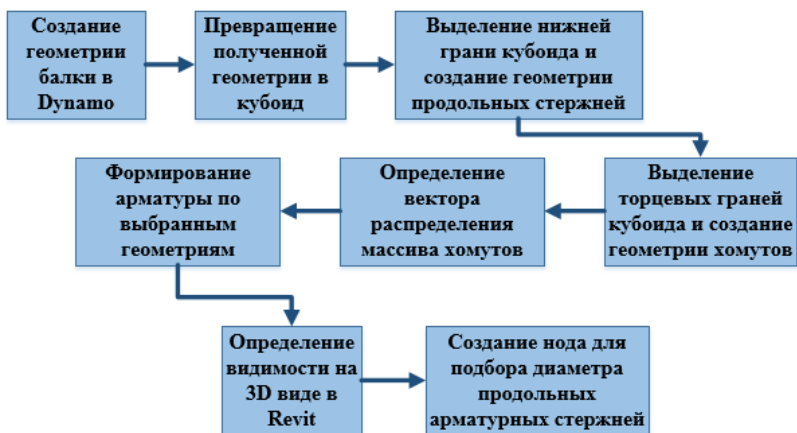 Создание
геометрии
балки в
Dynamo
Превращение
полученной
геометрии в
кубоид
Выделение нижней
грани кубоида и
создание геометрии
продольных стержней
Выделение
торцевых граней
кубоида и создание
геометрии хомутов
Определение
вектора
распределения
массива хомутов
Формирование
арматуры по
выбранным
геометриям
Определение
видимости на
3D виде в
Revit
Создание нода для
подбора диаметра
продольных
арматурных стержней